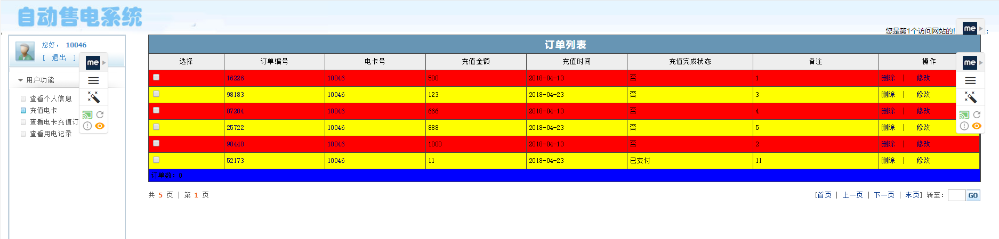 自动售电系统
您是第1个访问网站的!
me
:
您好， 10046
[ 退出 ]
me
用户功能
查看个人信息
充值电卡
查看电卡充值订
查看用电记录
订单列表
选择 订单编号 电卡号 充值金额 充值时间 充值完成状态 备注 操作
16226 10046 500 2018-04-13 否 1 删除 | 修改
98183 10046 123 2018-04-23 否 3 删除 | 修改
87284 10046 666 2018-04-13 否 4 删除 | 修改
25722 10046 888 2018-04-23 否 5 删除 | 修改
98448 10046 1000 2018-04-13 否 2 删除 | 修改
52173 10046 11 2018-04-23 已支付 11 删除 | 修改
订单数：0
共 5 页 | 第 1 页
[首页 | 上一页 | 下一页 | 末页] 转至： GO
me